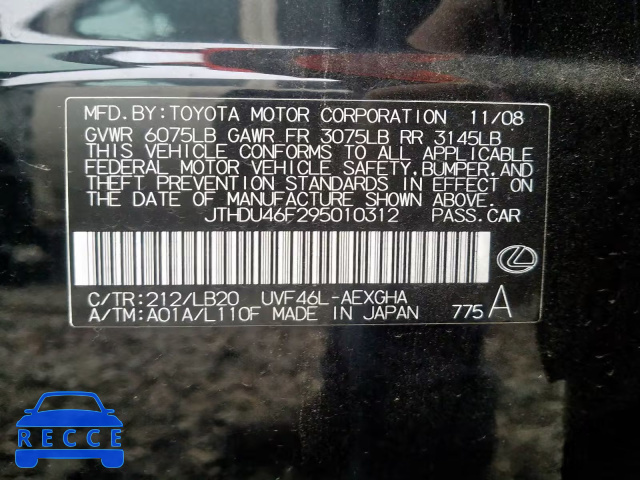 MFD.BY:TOYOTA MOTOR CORPORATION 11/08
GVWR 6075LB GAWR FR 3075LB RR 3145LB
THIS VEHICLE CONFORMS TO ALL APPLICABLE
FEDERAL MOTOR VEHICLE SAFETY,BUMPER,AND
THEFT PREVENTION STANDARDS IN EFFECT ON
THE DATE OF MANUFACTURE SHOWN ABOVE.
JTHDU46F295010312 PASS.CAR
C/TR:212/LB20 UVF46L-AEXGHA
A/TM:A01A/L110F MADE IN JAPAN 775 A
RECCE